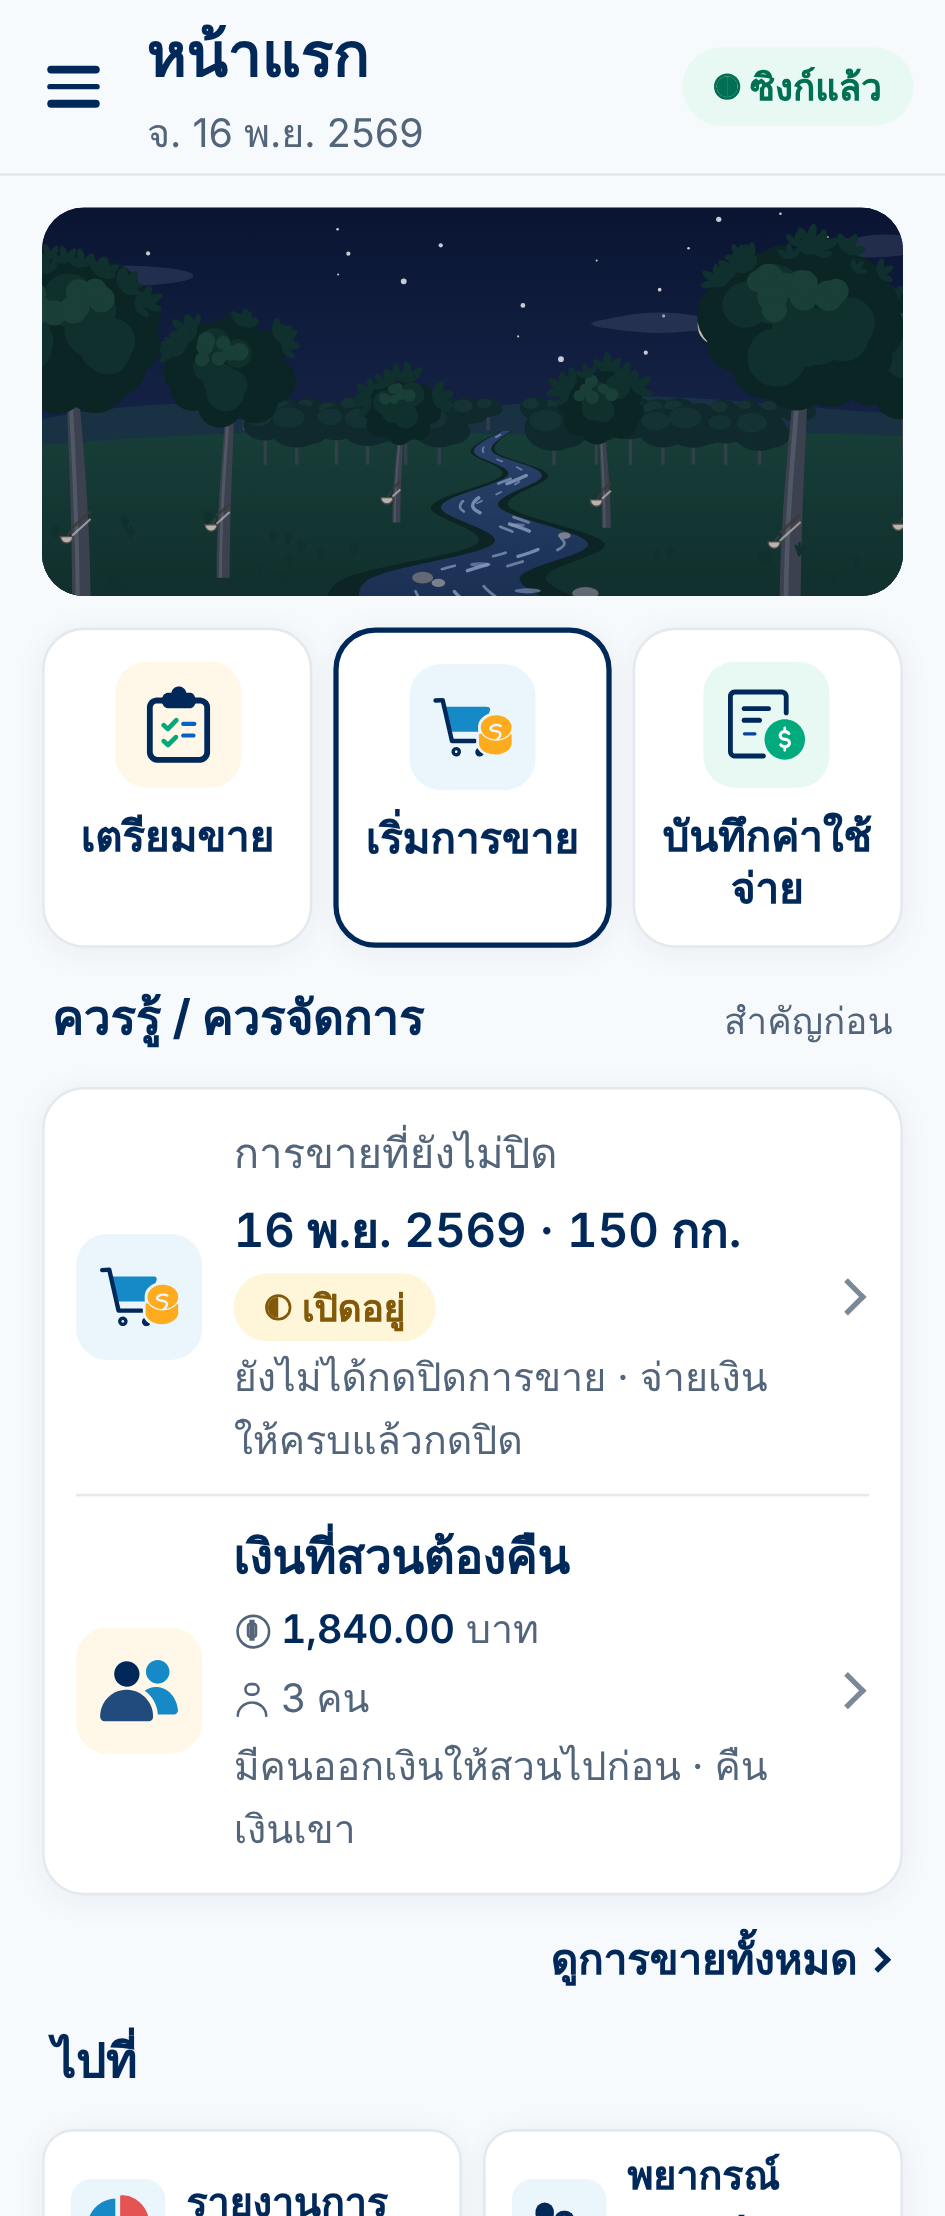 หน้าแรก
จ. 16 พ.ย. 2569
ซิงก์แล้ว
เตรียมขาย
เริ่มการขาย
บันทึกค่าใช้
จ่าย
ควรรู้ / ควรจัดการ
สำคัญก่อน
การขายที่ยังไม่ปิด
16 พ.ย. 2569 · 150 กก.
เปิดอยู่
ยังไม่ได้กดปิดการขาย · จ่ายเงิน
ให้ครบแล้วกดปิด
เงินที่สวนต้องคืน
1,840.00 บาท
3 คน
มีคนออกเงินให้สวนไปก่อน · คืน
เงินเขา
ดูการขายทั้งหมด
ไปที่
รายงานการ
พยากรณ์